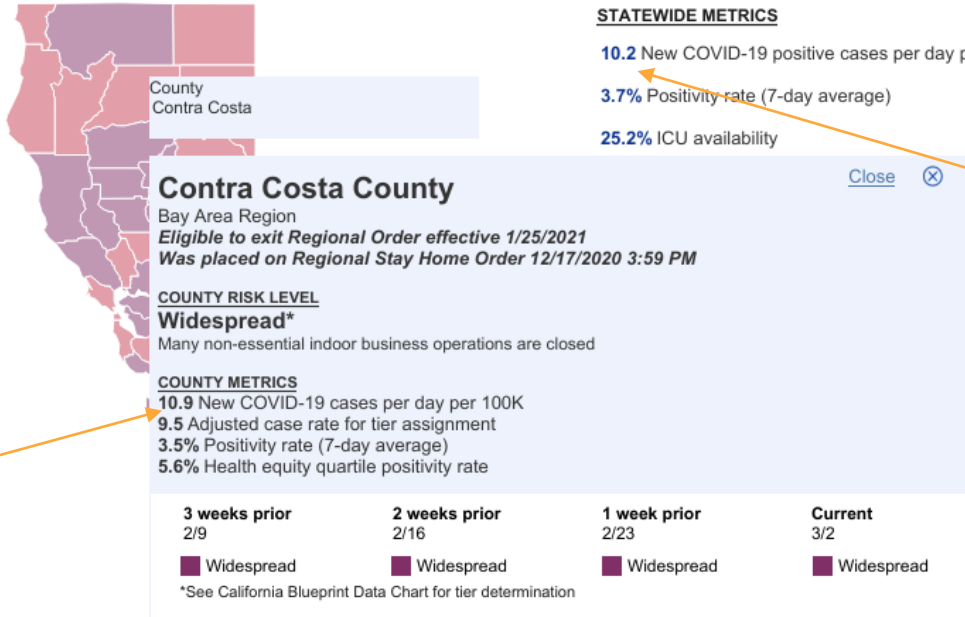 STATEWIDE METRICS
10.2 New COVID-19 positive cases per day
3.7% Positivity rate (7-day average)
25.2% ICU availability
County
Contra Costa
Close
Contra Costa County
Bay Area Region
Eligible to exit Regional Order effective 1/25/2021
Was placed on Regional Stay Home Order 12/17/2020 3:59 PM
COUNTY RISK LEVEL
Widespread*
Many non-essential indoor business operations are closed
COUNTY METRICS
10.9 New COVID-19 cases per day per 100K
9.5 Adjusted case rate for tier assignment
3.5% Positivity rate (7-day average)
5.6% Health equity quartile positivity rate
3 weeks prior 2 weeks prior 1 week prior Current
2/9 2/16 2/23 3/2
Widespread Widespread Widespread Widespread
*See California Blueprint Data Chart for tier determination